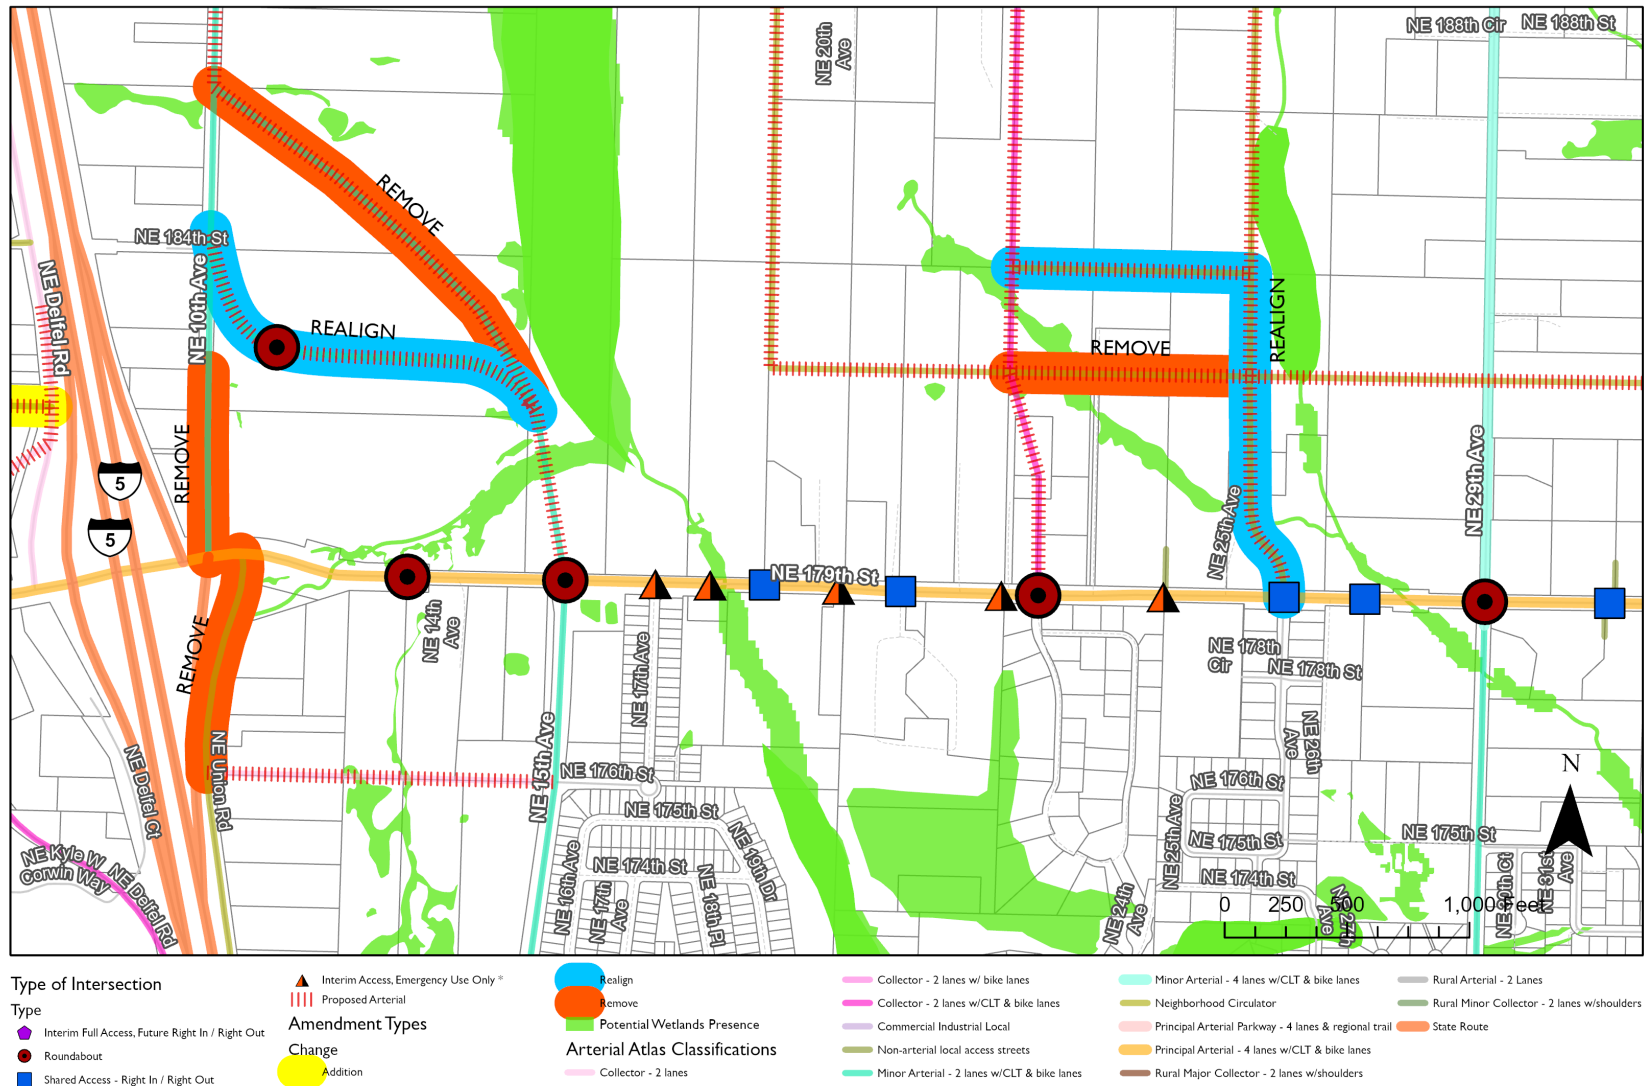 NE 188th Cir NE 188th St
NE 20th
Ave
REMOVE
NE 184th St
NE Delfel Rd
NE 10th Ave
REALIGN
REALIGN
REMOVE
REMOVE
5
5
NE 29th Ave
NE 25th Ave
NE 179th St
NE 14th
Ave
REMOVE
NE 17th Ave
NE 178th
Cir
NE 178th St
NE 26th
Ave
NE Union Rd
NE Delfel Ct
NE 15th Ave
NE 176th St
NE 175th St
NE 174th St
NE 16th Ave
NE 17th
Ave
NE 18th Pl
NE 19th Dr
NE 176th St
NE 25th Ave
NE 175th St
NE 174th St
NE 24th
Ave
NE 27th
Ave
NE 175th St
NE 30th Ct
NE 31st
Ave
N
NE Kyle W
Corwin Way
NE Delfel Rd
0 250 500 1,000 Feet
Type of Intersection
Type
Interim Full Access, Future Right In / Right Out
Roundabout
Shared Access - Right In / Right Out
Interim Access, Emergency Use Only *
Proposed Arterial
Amendment Types
Change
Addition
Realign
Remove
Potential Wetlands Presence
Arterial Atlas Classifications
Collector - 2 lanes
Collector - 2 lanes w/ bike lanes
Collector - 2 lanes w/CLT & bike lanes
Commercial Industrial Local
Non-arterial local access streets
Minor Arterial - 2 lanes w/CLT & bike lanes
Minor Arterial - 4 lanes w/CLT & bike lanes
Neighborhood Circulator
Principal Arterial Parkway - 4 lanes & regional trail
Principal Arterial - 4 lanes w/CLT & bike lanes
Rural Major Collector - 2 lanes w/shoulders
Rural Arterial - 2 Lanes
Rural Minor Collector - 2 lanes w/shoulders
State Route